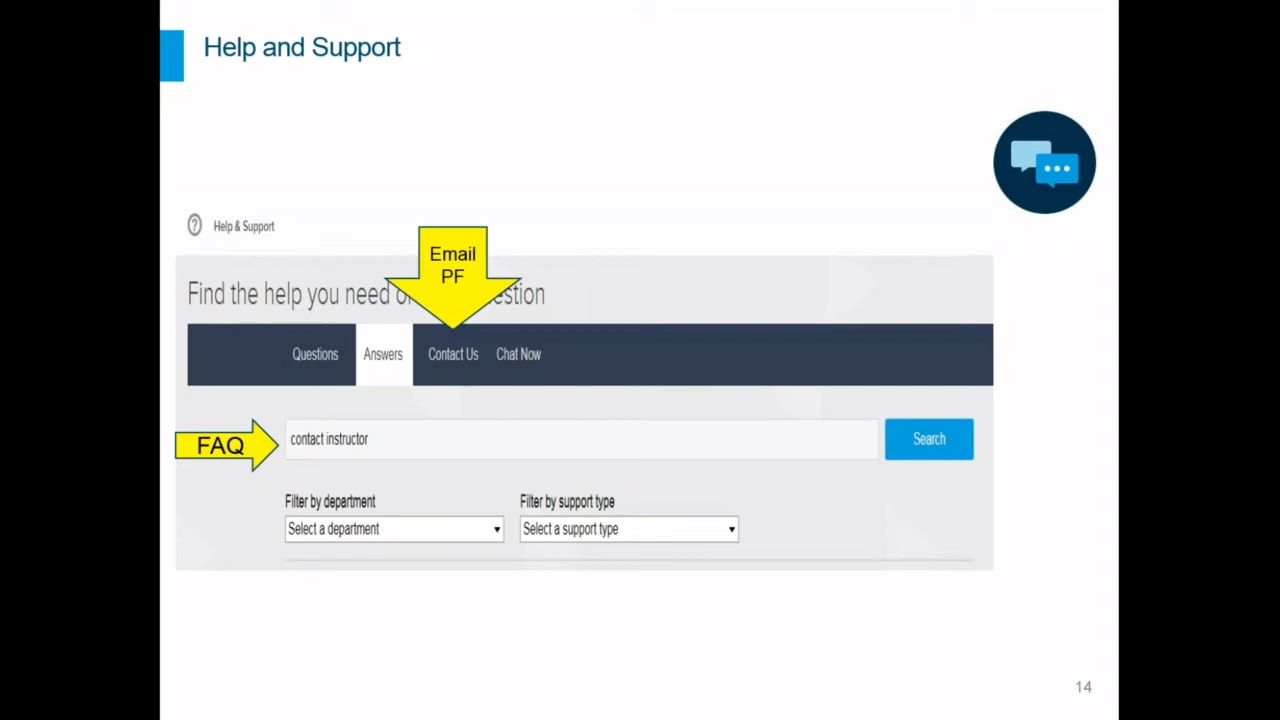 Help and Support
Help & Support
Email
PF
Find the help you need
Questions
Answers
Contact Us
Chat Now
FAQ
contact instructor
Search
Filter by department
Filter by support type
Select a department
Select a support type
14